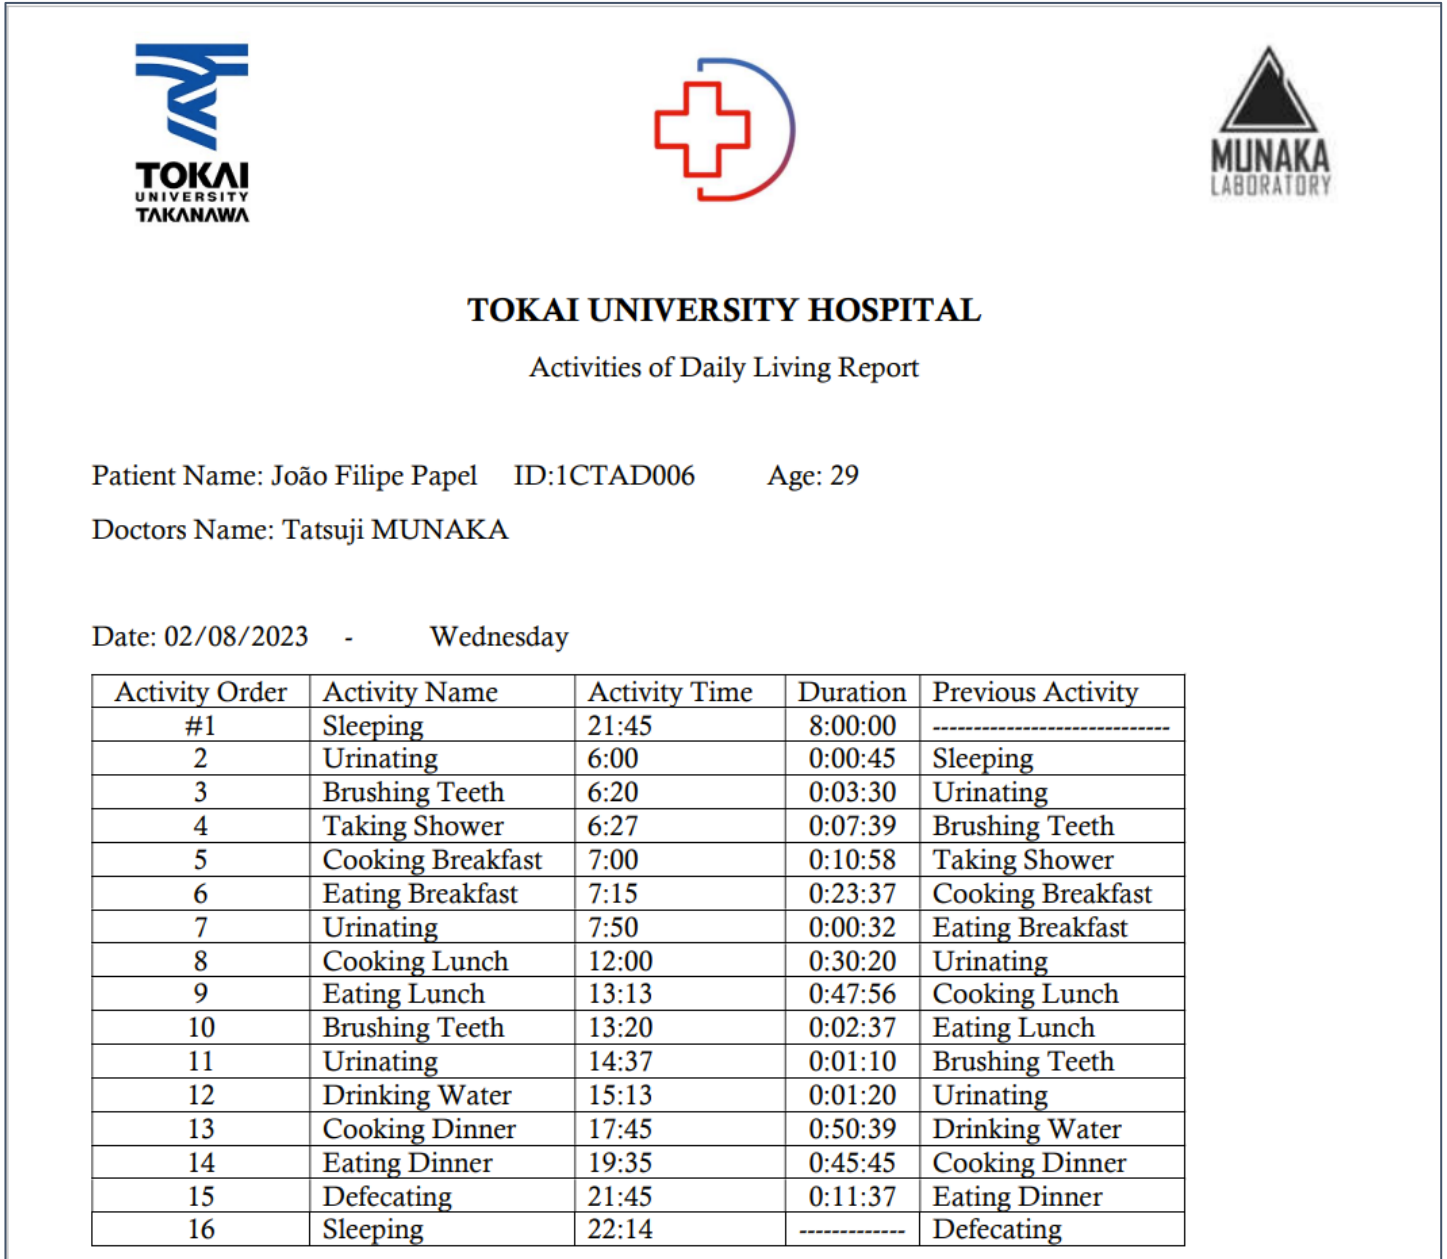 TOKAI
UNIVERSITY
TAKANAWA
MUNAKA
LABORATORY
TOKAI UNIVERSITY HOSPITAL
Activities of Daily Living Report
Patient Name: João Filipe Papel ID:1CTAD006 Age: 29
Doctors Name: Tatsuji MUNAKA
Date: 02/08/2023 - Wednesday
Activity Order Activity Name Activity Time Duration Previous Activity
#1 Sleeping 21:45 8:00:00 -----------------------------
2 Urinating 6:00 0:00:45 Sleeping
3 Brushing Teeth 6:20 0:03:30 Urinating
4 Taking Shower 6:27 0:07:39 Brushing Teeth
5 Cooking Breakfast 7:00 0:10:58 Taking Shower
6 Eating Breakfast 7:15 0:23:37 Cooking Breakfast
7 Urinating 7:50 0:00:32 Eating Breakfast
8 Cooking Lunch 12:00 0:30:20 Urinating
9 Eating Lunch 13:13 0:47:56 Cooking Lunch
10 Brushing Teeth 13:20 0:02:37 Eating Lunch
11 Urinating 14:37 0:01:10 Brushing Teeth
12 Drinking Water 15:13 0:01:20 Urinating
13 Cooking Dinner 17:45 0:50:39 Drinking Water
14 Eating Dinner 19:35 0:45:45 Cooking Dinner
15 Defecating 21:45 0:11:37 Eating Dinner
16 Sleeping 22:14 ------------- Defecating